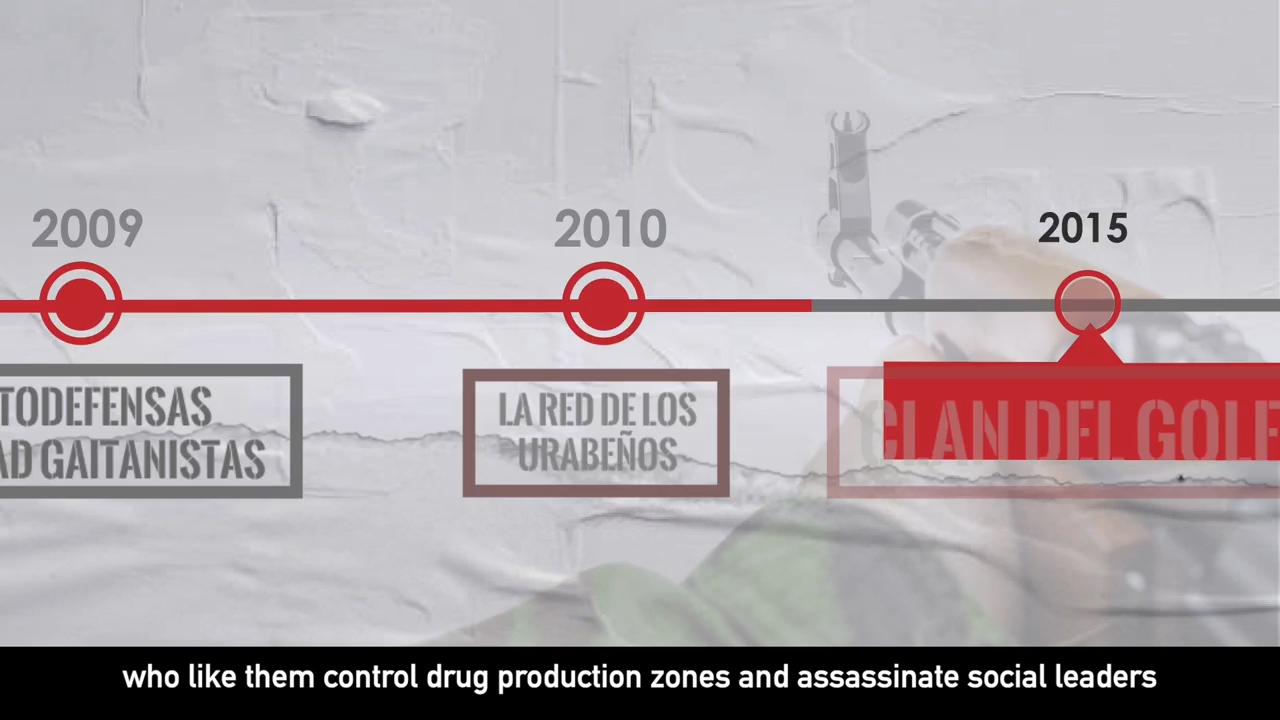 2009
2010
2015
TODEFENSAS
AD GAITANISTAS
LA RED DE LOS
URABEÑOS
CLAN DEL GOLF
who like them control drug production zones and assassinate social leaders